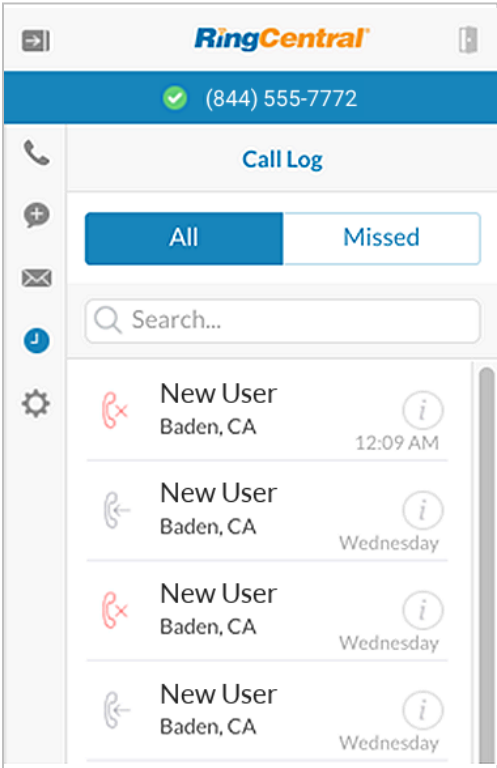 RingCentral
(844) 555-7772
Call Log
All
Missed
Search...
New User
Baden, CA
12:09 AM
New User
Baden, CA
Wednesday
New User
Baden, CA
Wednesday
New User
Baden, CA
Wednesday